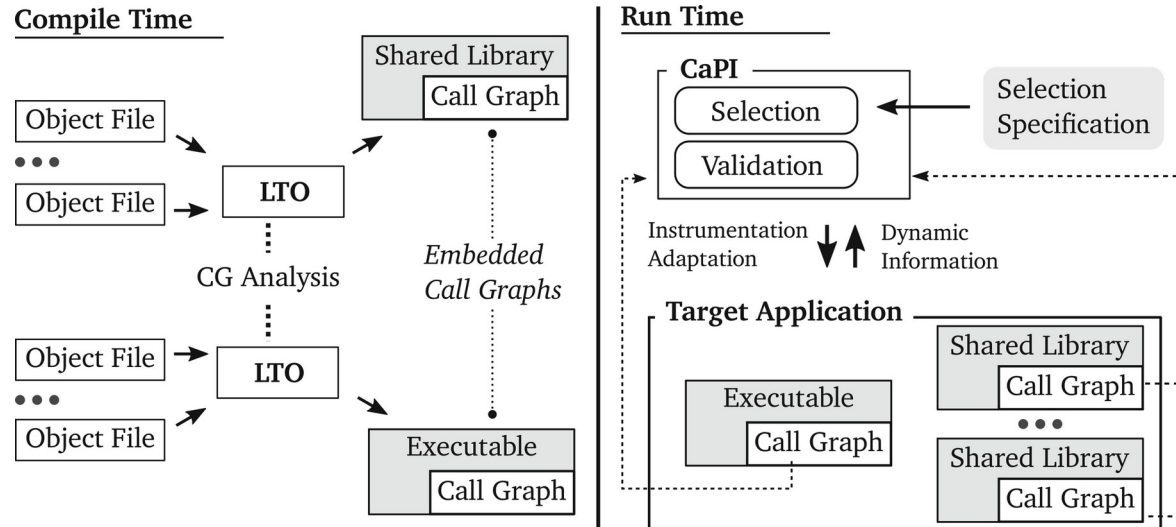 Compile Time
Object File
Object File
LTO
Shared Library
Call Graph
CG Analysis
Embedded
Call Graphs
Object File
Object File
LTO
Executable
Call Graph
Run Time
CaPI
Selection
Validation
Selection
Specification
Instrumentation
Adaptation
Dynamic
Information
Target Application
Executable
Call Graph
Shared Library
Call Graph
Shared Library
Call Graph